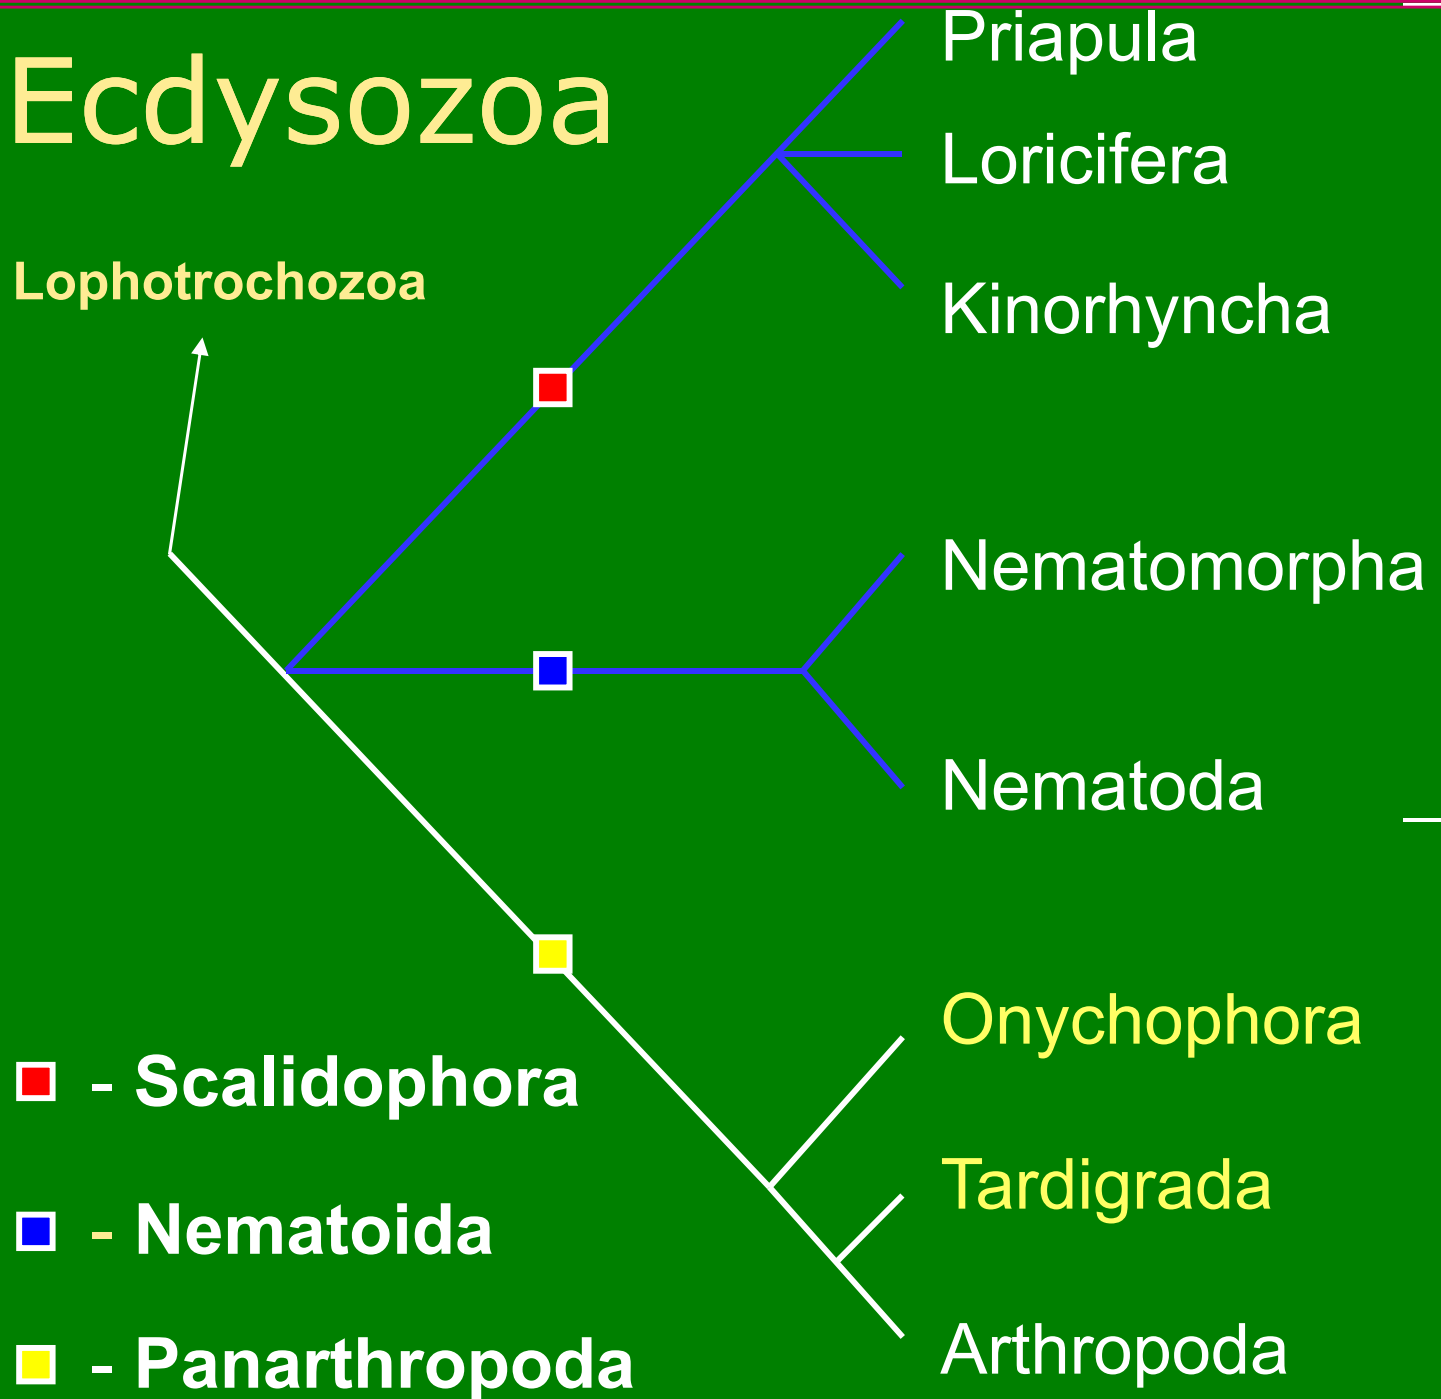 Ecdysozoa
Lophotrochozoa
Priapula
Loricifera
Kinorhyncha
Nematomorpha
Nematoda
Onychophora
Tardigrada
Arthropoda
- Scalidophora
- Nematoida
- Panarthropoda